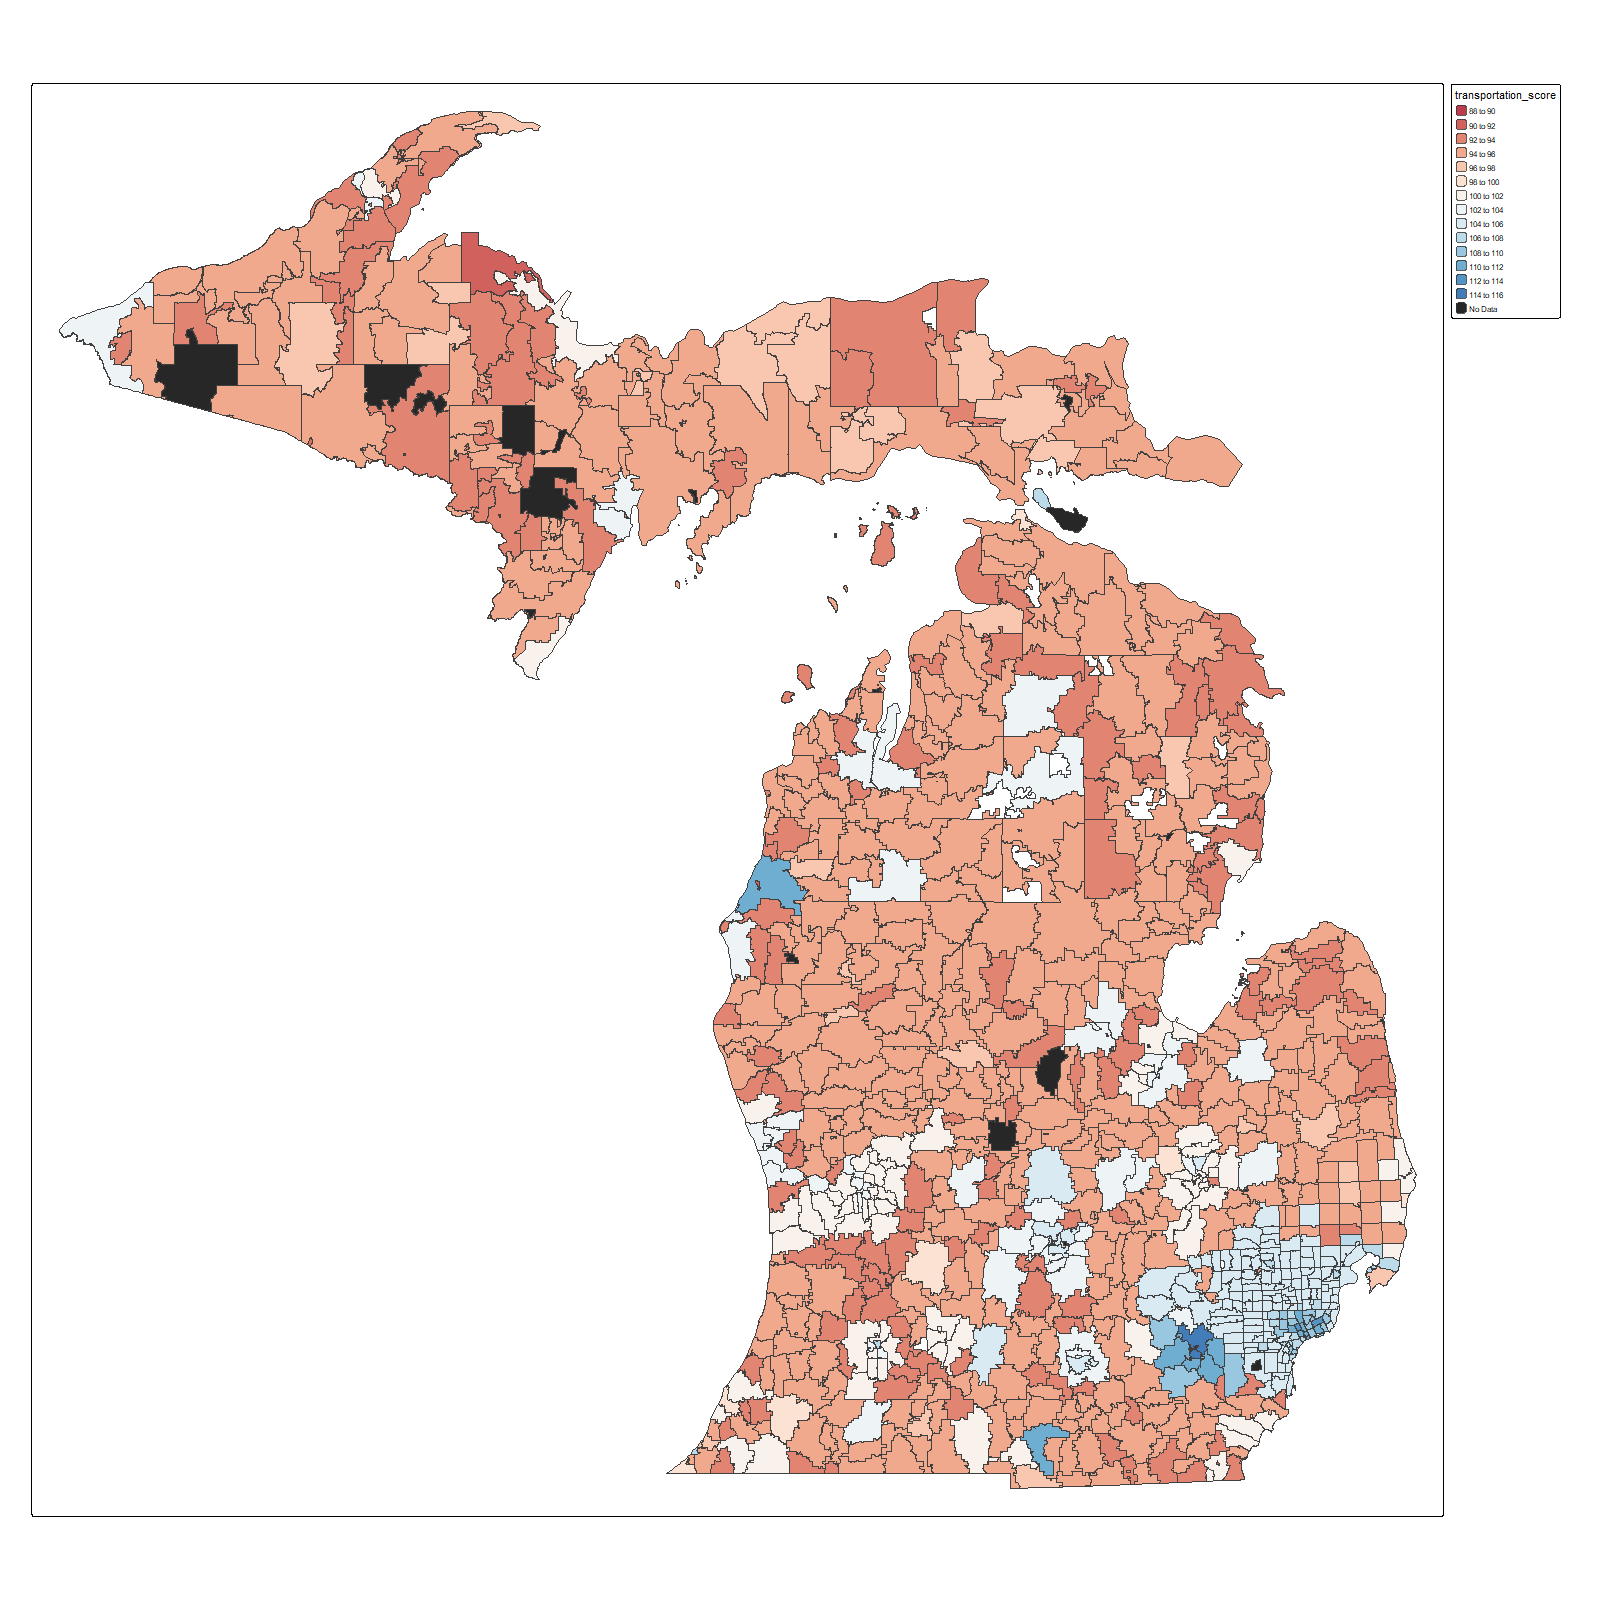 transportation_score
88 to 90
90 to 92
92 to 94
94 to 96
96 to 98
98 to 100
100 to 102
102 to 104
104 to 106
106 to 108
108 to 110
110 to 112
112 to 114
114 to 116
No Data